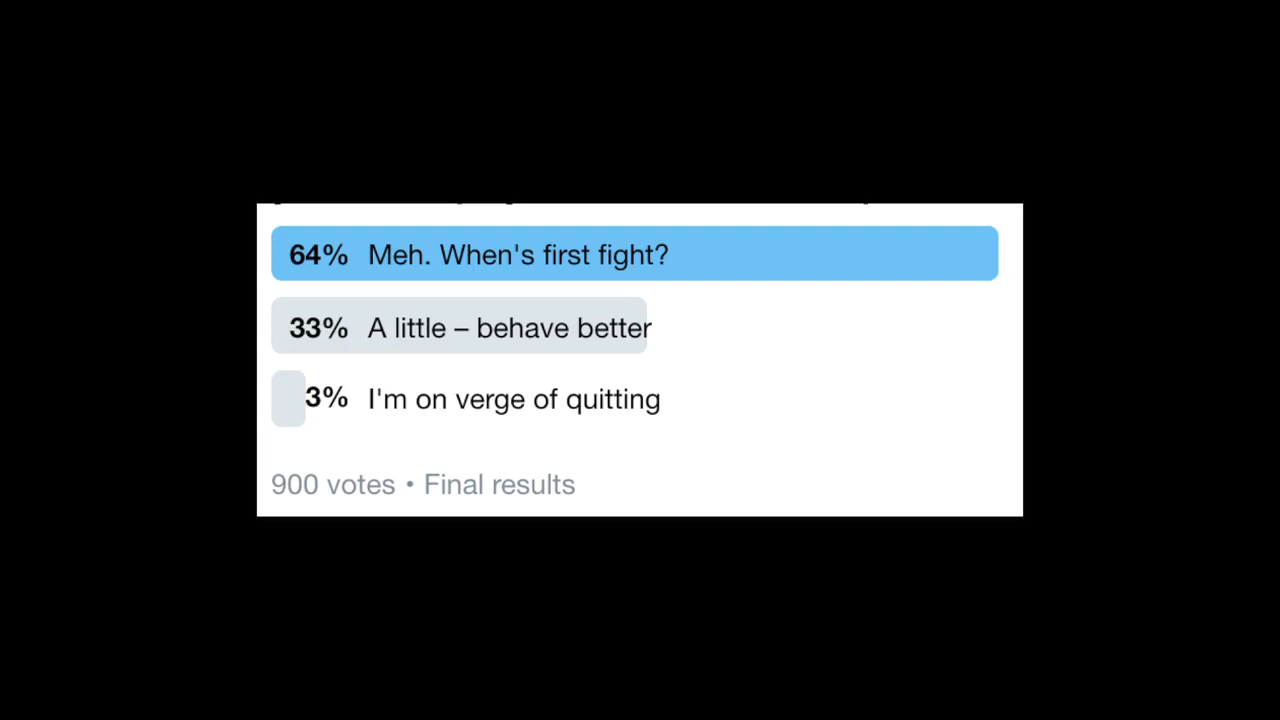 64% Meh. When's first fight?
33% A little – behave better
3% I'm on verge of quitting
900 votes • Final results